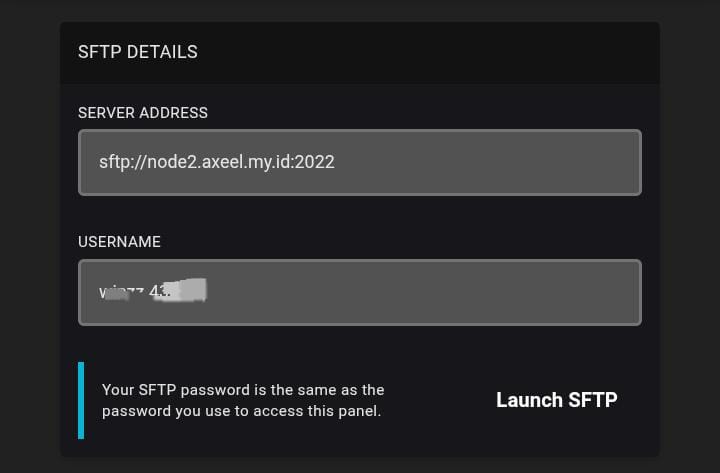 SFTP DETAILS
SERVER ADDRESS
sftp://node2.axeel.my.id:2022
USERNAME
Your SFTP password is the same as the
password you use to access this panel.
Launch SFTP